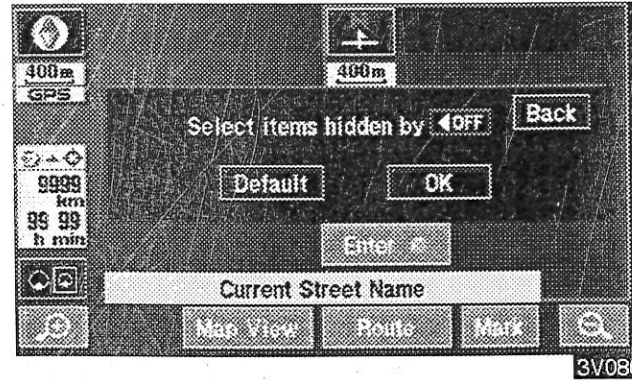 400m
400m
GPS
Select items hidden by ◀OFF
Back
Default
OK
9999
km
99 99
h min
Enter
Current Street Name
Map View
Route
Mark
3V08